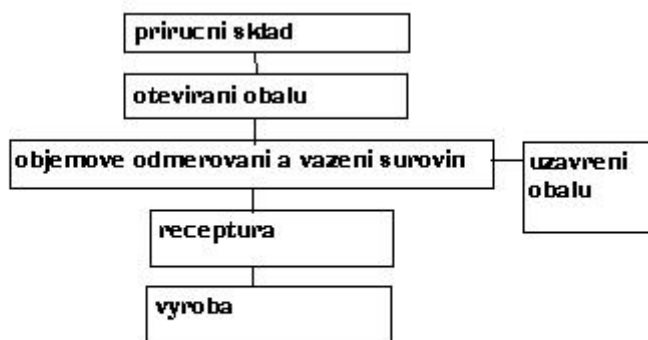 prirucni sklad
otevirani obalu
objemove odmerovani a vazeni surovin
uzavreni
obalu
receptura
vyroba